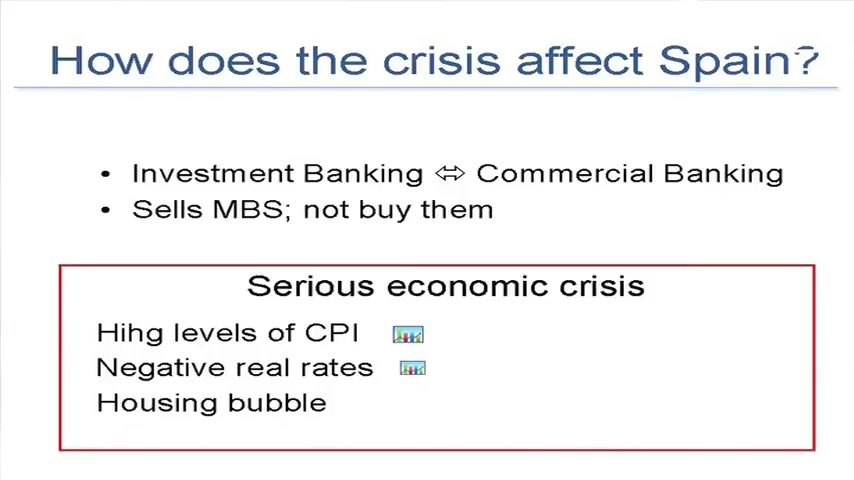 How does the crisis affect Spain?
• Investment Banking ⇔ Commercial Banking
• Sells MBS; not buy them
Serious economic crisis
Hihg levels of CPI
Negative real rates
Housing bubble